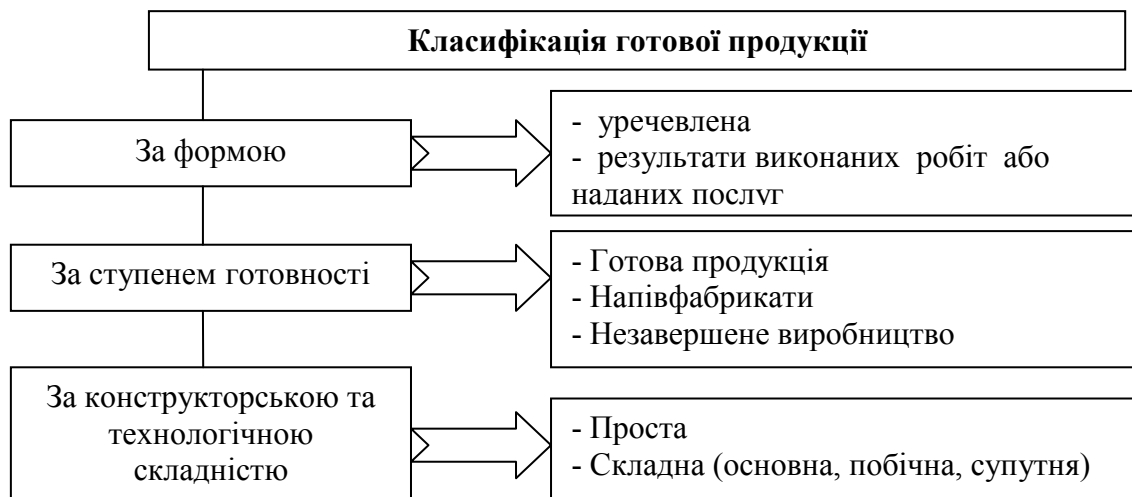 Класифікація готової продукції
За формою
- уречевлена
- результати виконаних робіт або
наданих послуг
За ступенем готовності
- Готова продукція
- Напівфабрикати
- Незавершене виробництво
За конструкторською та
технологічною
складністю
- Проста
- Складна (основна, побічна, супутня)